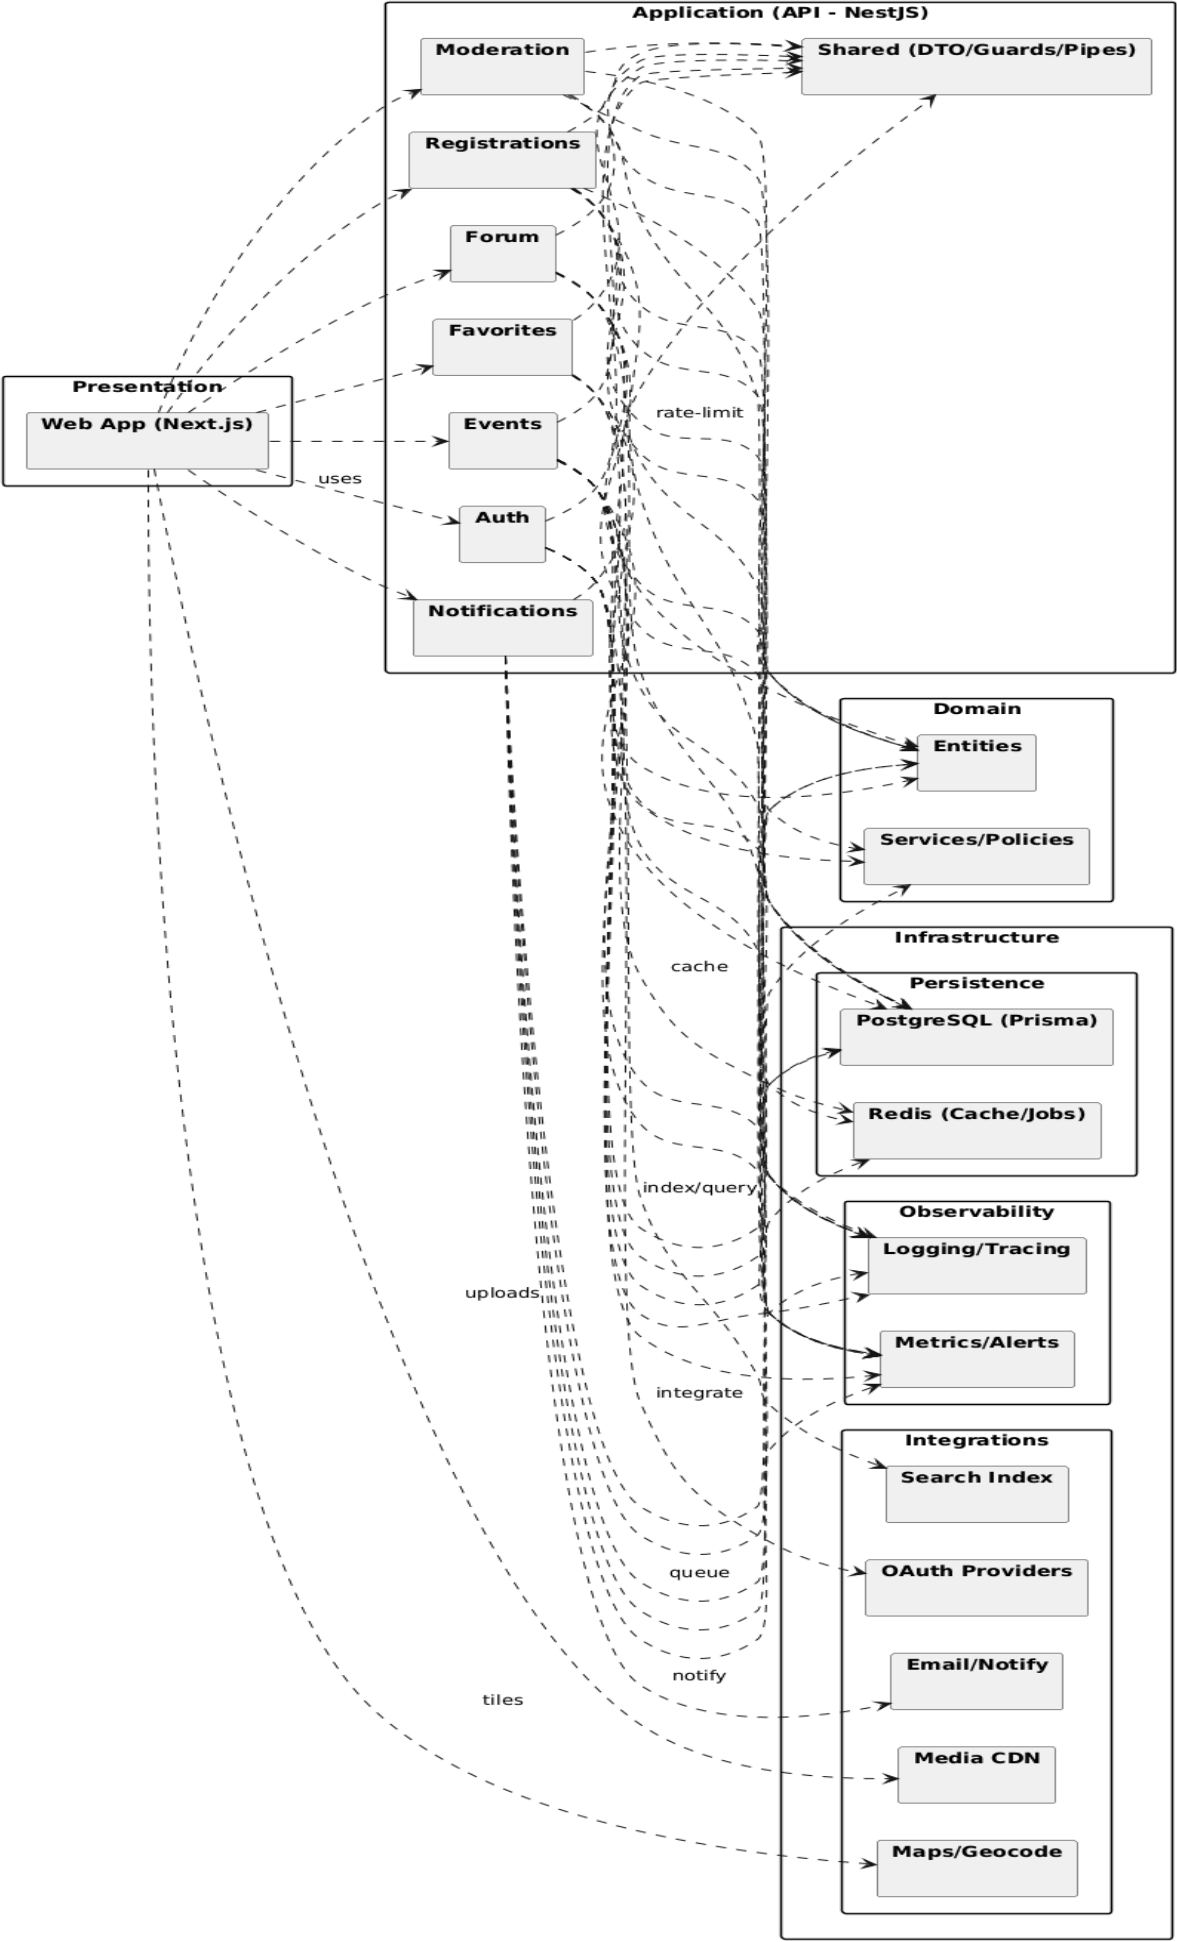 Application (API - NestJS)
Moderation
Shared (DTO/Guards/Pipes)
Registrations
Forum
Favorites
Presentation
Web App (Next.js)
rate-limit
Events
uses
Auth
Notifications
Domain
Entities
Services/Policies
Infrastructure
cache
Persistence
PostgreSQL (Prisma)
Redis (Cache/Jobs)
index/query
Observability
Logging/Tracing
uploads
Metrics/Alerts
integrate
Integrations
Search Index
queue
OAuth Providers
Email/Notify
notify
tiles
Media CDN
Maps/Geocode